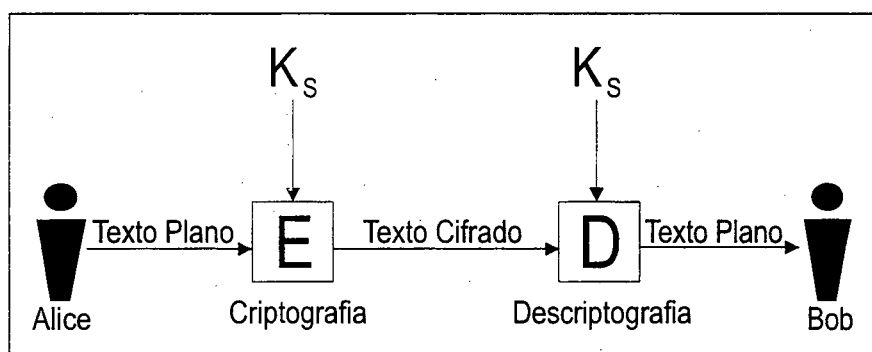 K_S K_S
Texto Plano E Texto Cifrado D Texto Plano
Alice Criptografia Descriptografia Bob